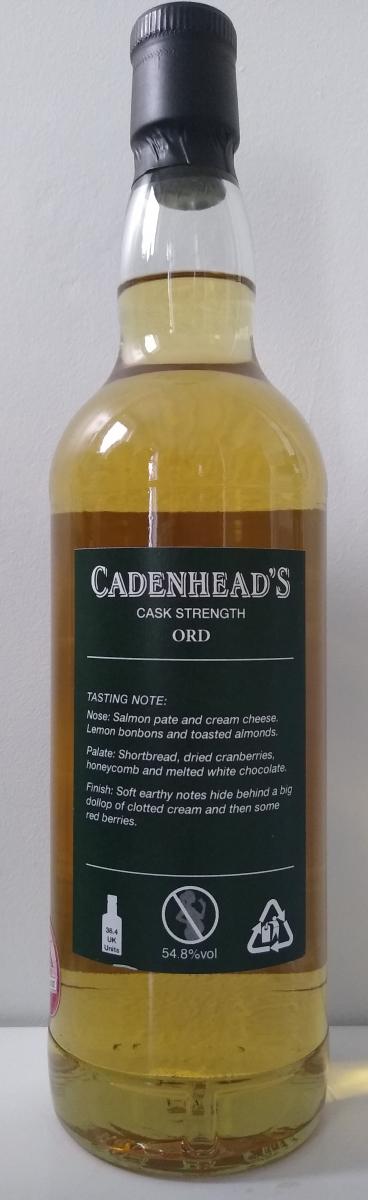 CADENHEAD'S
CASK STRENGTH
ORD
TASTING NOTE:
Nose: Salmon pate and cream cheese.
Lemon bonbons and toasted almonds.
Palate: Shortbread, dried cranberries,
honeycomb and melted white chocolate.
Finish: Soft earthy notes hide behind a big
dollop of clotted cream and then some
red berries.
38.4
UK
Units
54.8%vol